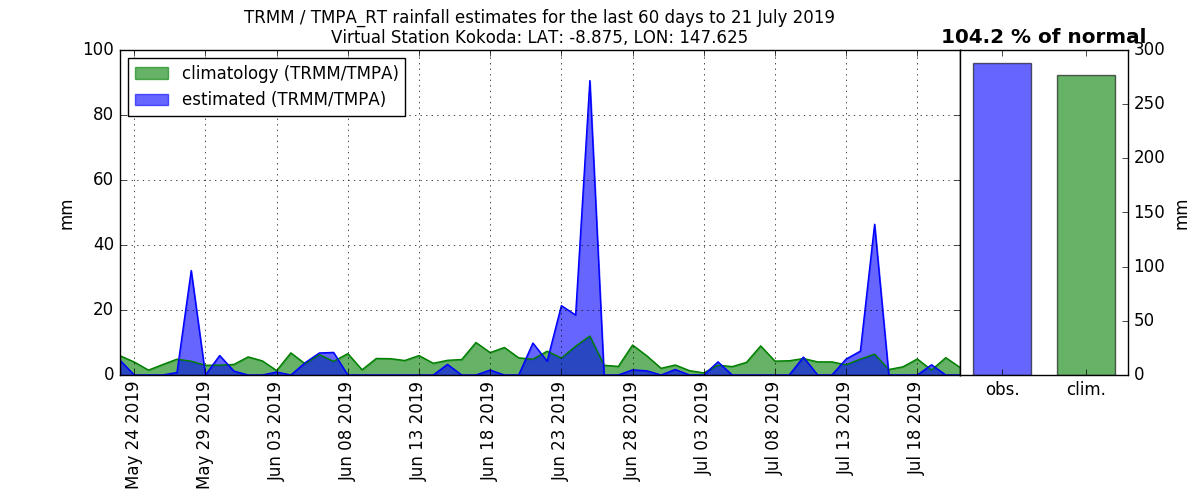 TRMM / TMPA_RT rainfall estimates for the last 60 days to 21 July 2019
Virtual Station Kokoda: LAT: -8.875, LON: 147.625
104.2 % of normal
climatology (TRMM/TMPA)
estimated (TRMM/TMPA)
100
80
60
40
20
0
mm
May 24 2019
May 29 2019
Jun 03 2019
Jun 08 2019
Jun 13 2019
Jun 18 2019
Jun 23 2019
Jun 28 2019
Jul 03 2019
Jul 08 2019
Jul 13 2019
Jul 18 2019
300
250
200
150
100
50
0
mm
obs.
clim.